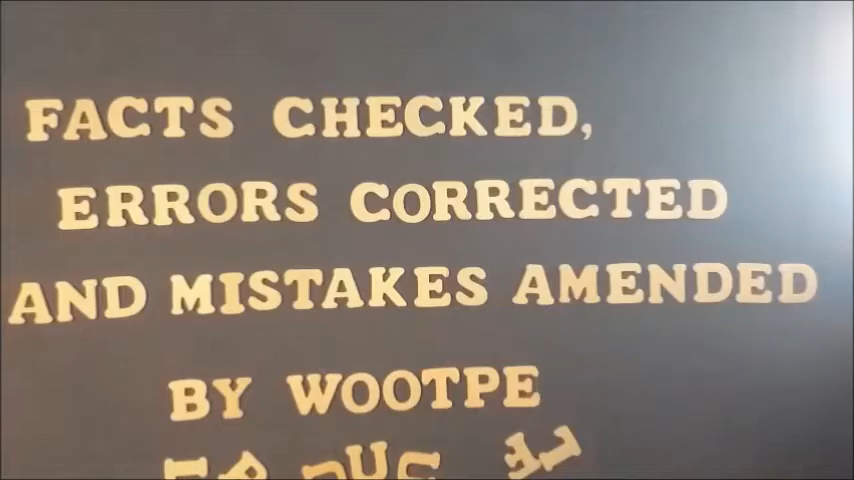 FACTS CHECKED,
ERRORS CORRECTED
AND MISTAKES AMENDED
BY WOOTPE